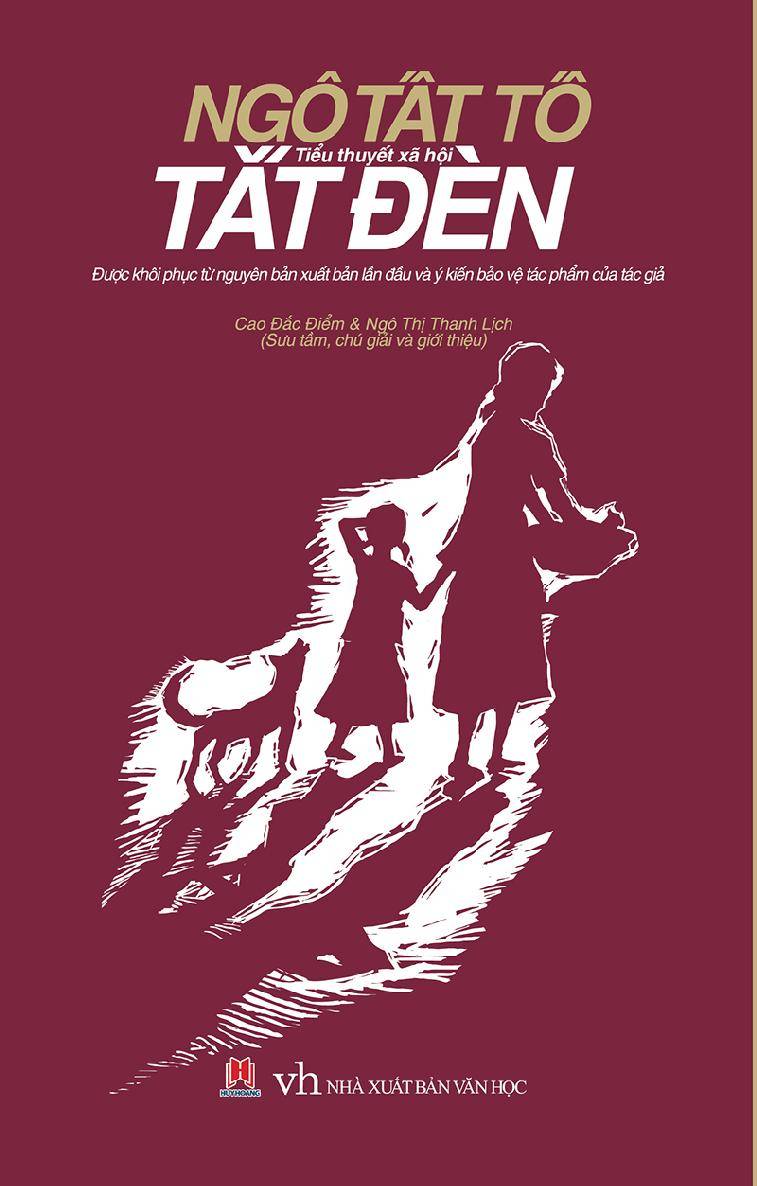 NGÔ TẤT TỐ
Tiểu thuyết xã hội
TẮT ĐÈN
Được khôi phục từ nguyên bản xuất bản lần đầu và ý kiến bảo vệ tác phẩm của tác giả
Cao Đắc Điểm & Ngô Thị Thanh Lịch
(Sưu tầm, chú giải và giới thiệu)
H
HUYHOANG
vh NHÀ XUẤT BẢN VĂN HỌC